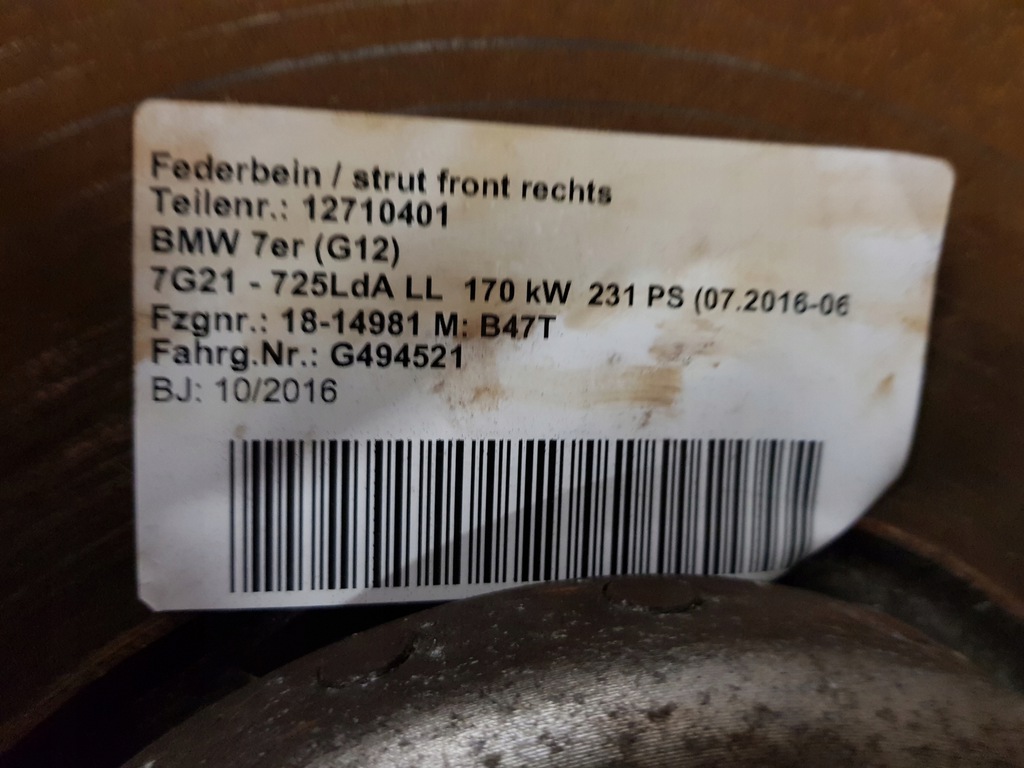 Federbein / strut front rechts
Teilenr.: 12710401
BMW 7er (G12)
7G21 - 725LdA LL 170 kW 231 PS (07.2016-06
Fzgnr.: 18-14981 M: B47T
Fahrg.Nr.: G494521
BJ: 10/2016